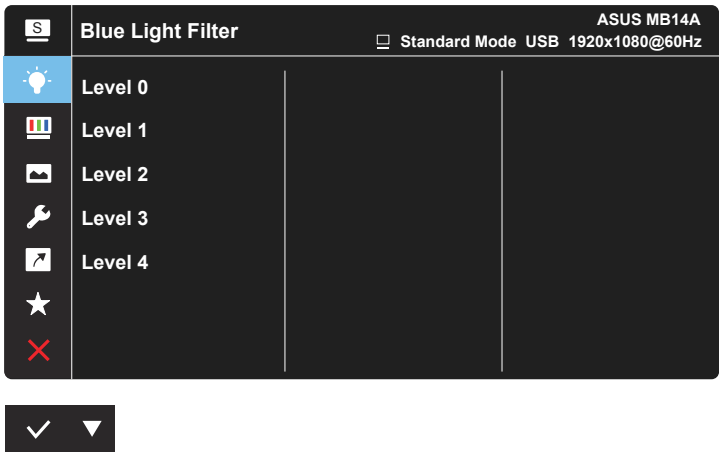 S
Blue Light Filter
ASUS MB14A
Standard Mode USB 1920x1080@60Hz
Level 0
Level 1
Level 2
Level 3
Level 4